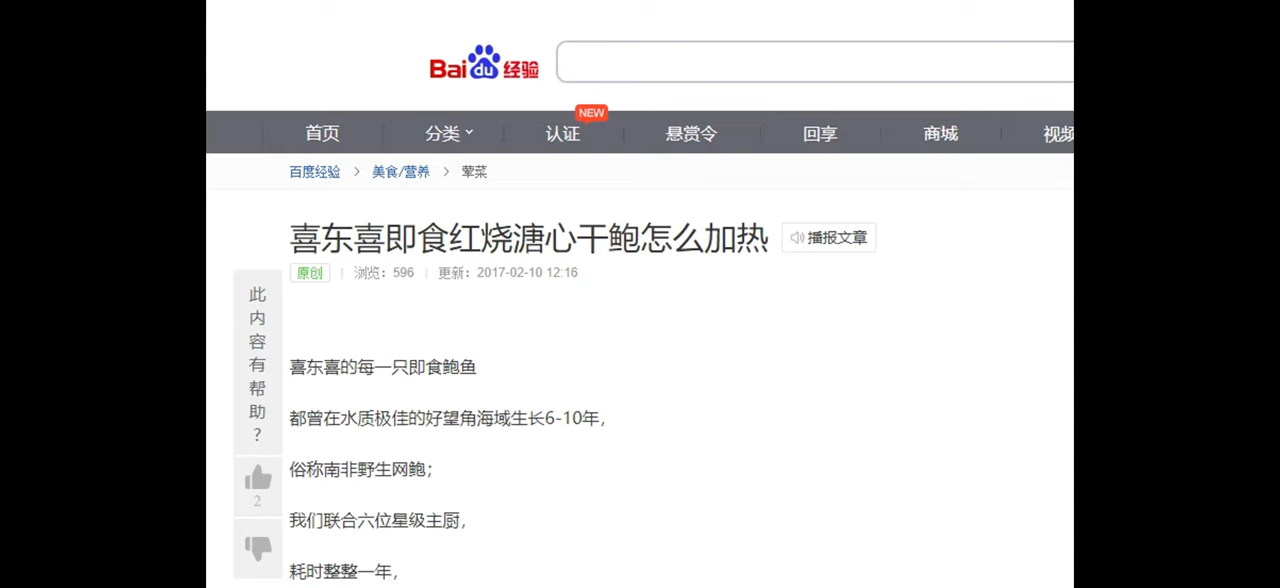 Baidu经验
NEW
首页 分类 认证 悬赏令 回享 商城 视频
百度经验 > 美食/营养 > 荤菜
喜东喜即食红烧溏心干鲍怎么加热 播报文章
原创 | 浏览：596 | 更新：2017-02-10 12:16
此内容有帮助?
2
喜东喜的每一只即食鲍鱼
都曾在水质极佳的好望角海域生长6-10年，
俗称南非野生网鲍；
我们联合六位星级主厨，
耗时整整一年，